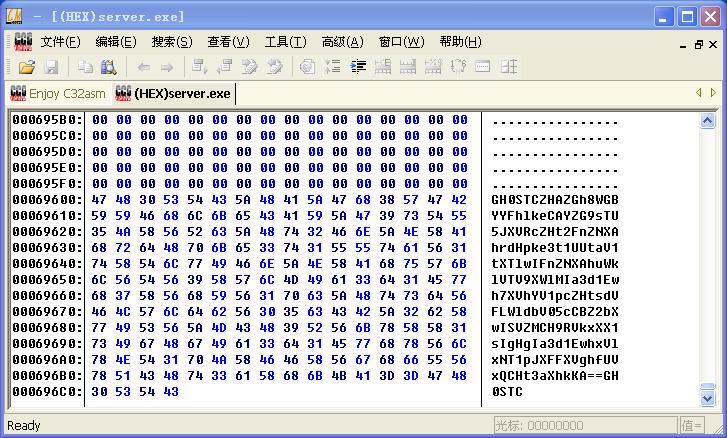 - [(HEX)server.exe]
文件(F) 编辑(E) 搜索(S) 查看(V) 工具(T) 高级(A) 窗口(W) 帮助(H)
Enjoy C32asm (HEX)server.exe
000695B0: 00 00 00 00 00 00 00 00 00 00 00 00 00 00 00 00 ................
000695C0: 00 00 00 00 00 00 00 00 00 00 00 00 00 00 00 00 ................
000695D0: 00 00 00 00 00 00 00 00 00 00 00 00 00 00 00 00 ................
000695E0: 00 00 00 00 00 00 00 00 00 00 00 00 00 00 00 00 ................
000695F0: 00 00 00 00 00 00 00 00 00 00 00 00 00 00 00 00 ................
00069600: 47 48 30 53 54 43 5A 48 41 5A 47 68 38 57 47 42 GH0STCZHAZGh8WGB
00069610: 59 59 46 68 6C 6B 65 43 41 59 5A 47 39 73 54 55 YYFhlkeCAYZG9sTU
00069620: 35 4A 58 56 52 63 5A 48 74 32 46 6E 5A 4E 58 41 5JXVRcZHt2FnZNXA
00069630: 68 72 64 48 70 6B 65 33 74 31 55 55 74 61 56 31 hrdHpke3t1UUtaV1
00069640: 74 58 54 6C 77 49 46 6E 5A 4E 58 41 68 75 57 6B tXTlwIFnZNXAhuWk
00069650: 6C 56 54 56 39 58 57 6C 4D 49 61 33 64 31 45 77 lVTV9XWlMIa3d1Ew
00069660: 68 37 58 56 68 59 56 31 70 63 5A 48 74 73 64 56 h7XVhYV1pcZHtsdV
00069670: 46 4C 57 6C 64 62 56 30 35 63 43 42 5A 32 62 58 FLWldbV05cCBZ2bX
00069680: 77 49 53 56 5A 4D 43 48 39 52 56 6B 78 58 58 31 wISVZMCH9RVkxXX1
00069690: 73 49 67 48 67 49 61 33 64 31 45 77 68 78 56 6C sIgHgIa3d1EwhxVl
000696A0: 78 4E 54 31 70 4A 58 46 46 58 56 67 68 66 55 56 xNT1pJXFFXVghfUV
000696B0: 78 51 43 48 74 33 61 58 68 6B 4B 41 3D 3D 47 48 xQCHt3aXhkKA==GH
000696C0: 30 53 54 43 0STC
Ready 光标: 00000000 值=